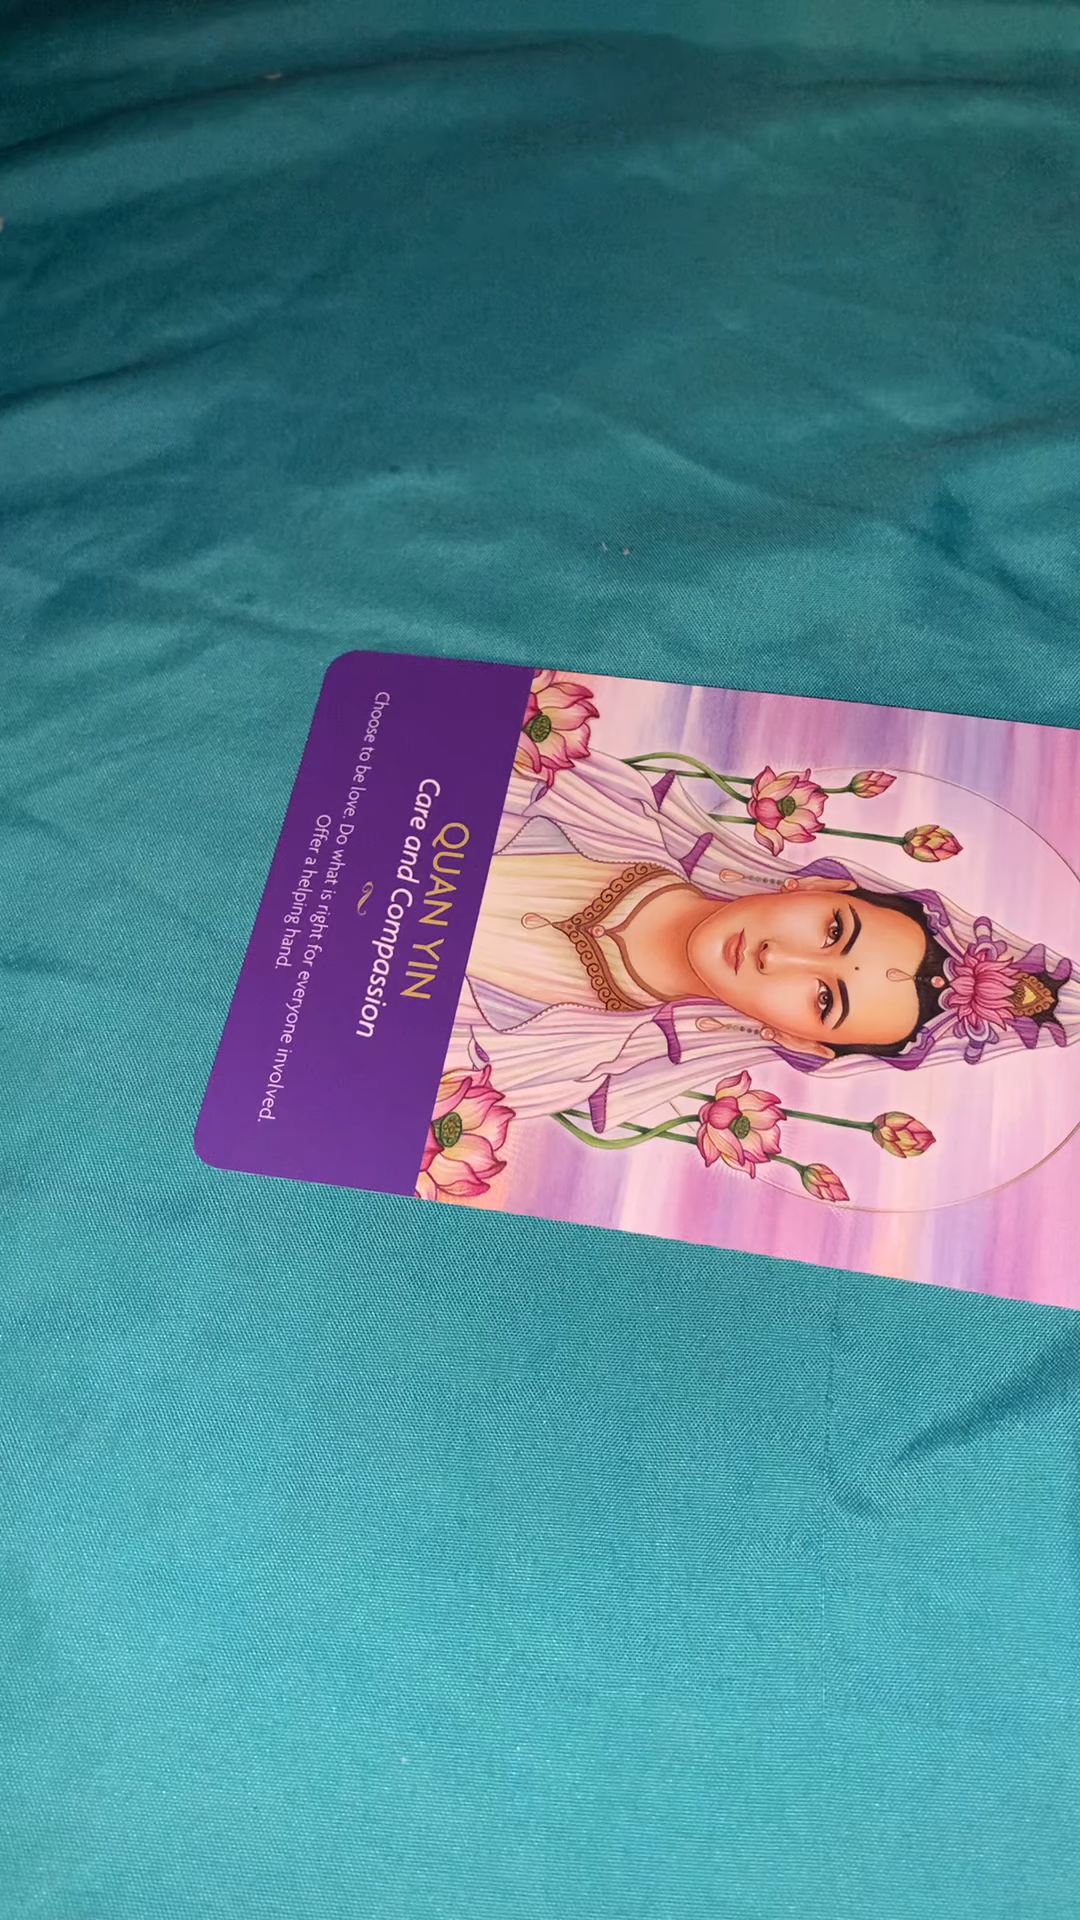 QUAN YIN
Care and Compassion
Choose to be love. Do what is right for everyone involved.
Offer a helping hand.